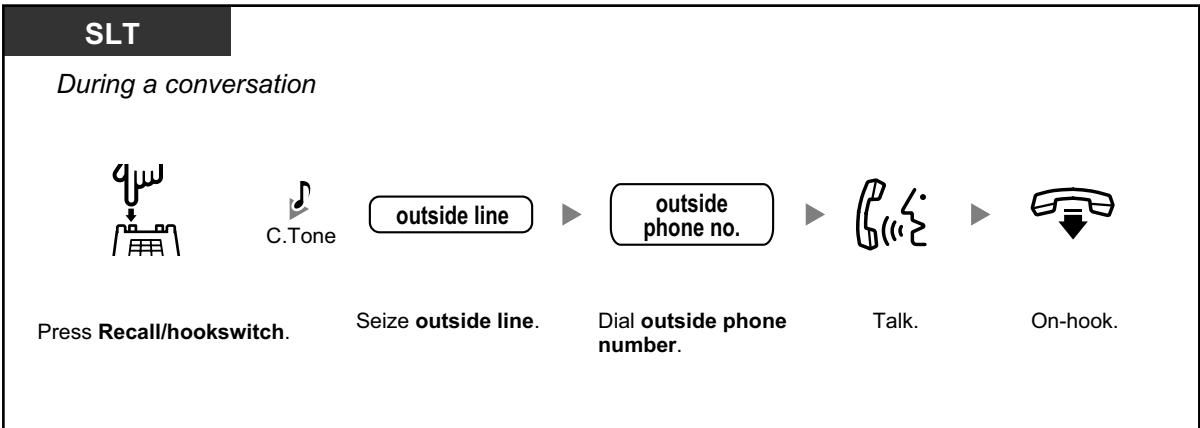 SLT
During a conversation
C.Tone
outside line
outside
phone no.
Press Recall/hookswitch.
Seize outside line.
Dial outside phone
number.
Talk.
On-hook.